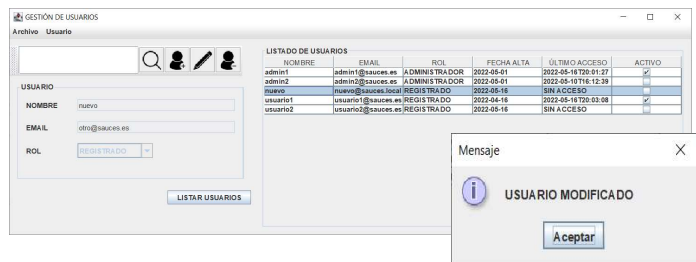 GESTIÓN DE USUARIOS
Archivo Usuario
USUARIO
NOMBRE nuevo
EMAIL otro@sauces.es
ROL REGISTRADO
LISTAR USUARIOS
LISTADO DE USUARIOS
NOMBRE EMAIL ROL FECHA ALTA ÚLTIMO ACCESO ACTIVO
admin1 admin1@sauces.es ADMINISTRADOR 2022-05-01 2022-05-16T20:01:27
admin2 admin2@sauces.es ADMINISTRADOR 2022-05-01 2022-05-10T16:12:39
nuevo nuevo@sauces.local REGISTRADO 2022-05-16 SIN ACCESO
usuario1 usuario1@sauces.es REGISTRADO 2022-04-16 2022-05-16T20:03:08
usuario2 usuario2@sauces.es REGISTRADO 2022-05-16 SIN ACCESO
Mensaje
USUARIO MODIFICADO
Aceptar